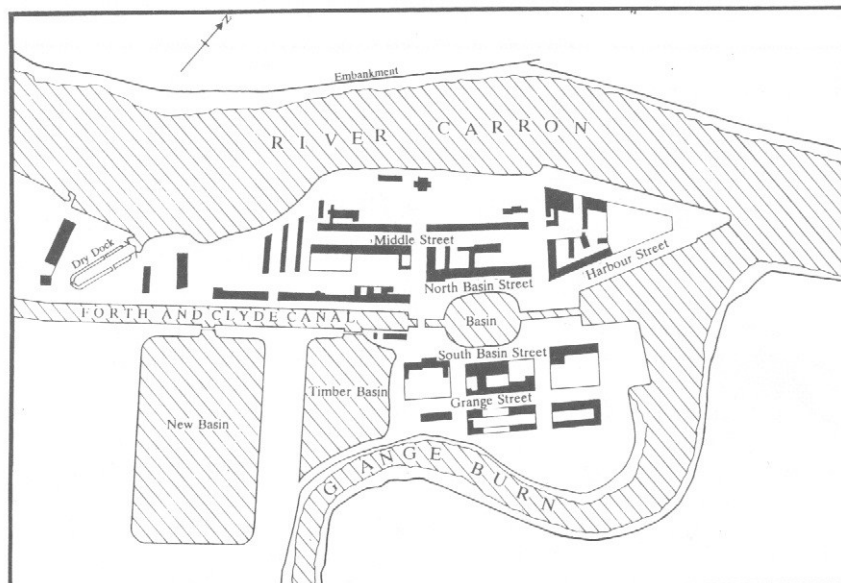 N
Embankment
RIVER CARRON
Middle Street
Dry Dock
Harbour Street
North Basin Street
FORTH AND CLYDE CANAL
Basin
South Basin Street
Timber Basin
Grange Street
New Basin
G ANGE BURN